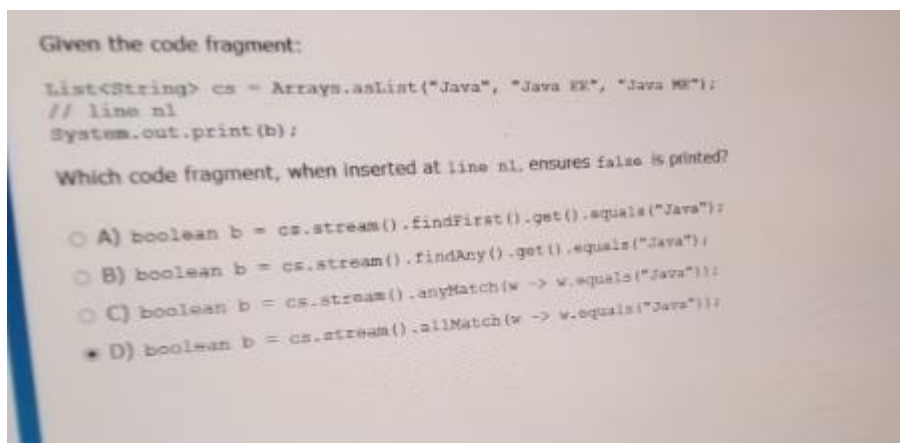 Given the code fragment:
List<String> cs = Arrays.asList("Java", "Java EE", "Java ME");
// line n1
System.out.print(b);
Which code fragment, when inserted at line n1, ensures false is printed?
A) boolean b = cs.stream().findFirst().get().equals("Java");
B) boolean b = cs.stream().findAny().get().equals("Java");
C) boolean b = cs.stream().anyMatch(w -> w.equals("Java"));
D) boolean b = cs.stream().allMatch(w -> w.equals("Java"));